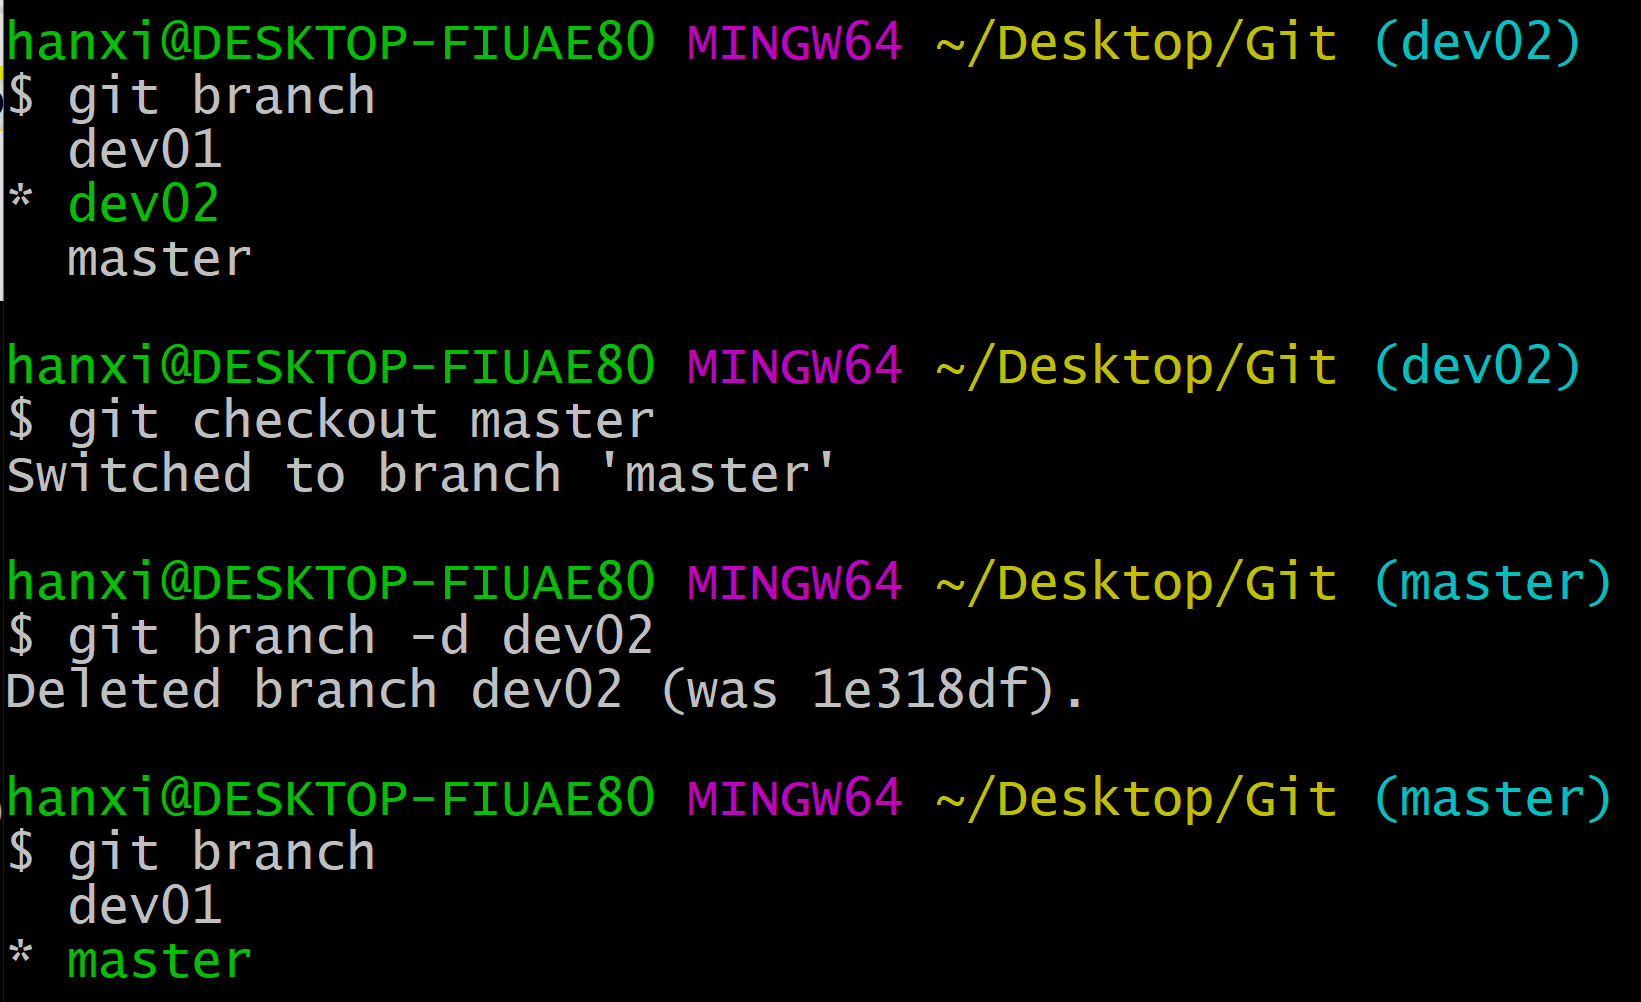 hanxi@DESKTOP-FIUAE80 MINGW64 ~/Desktop/Git (dev02)
$ git branch
  dev01
* dev02
  master

hanxi@DESKTOP-FIUAE80 MINGW64 ~/Desktop/Git (dev02)
$ git checkout master
Switched to branch 'master'

hanxi@DESKTOP-FIUAE80 MINGW64 ~/Desktop/Git (master)
$ git branch -d dev02
Deleted branch dev02 (was 1e318df).

hanxi@DESKTOP-FIUAE80 MINGW64 ~/Desktop/Git (master)
$ git branch
  dev01
* master